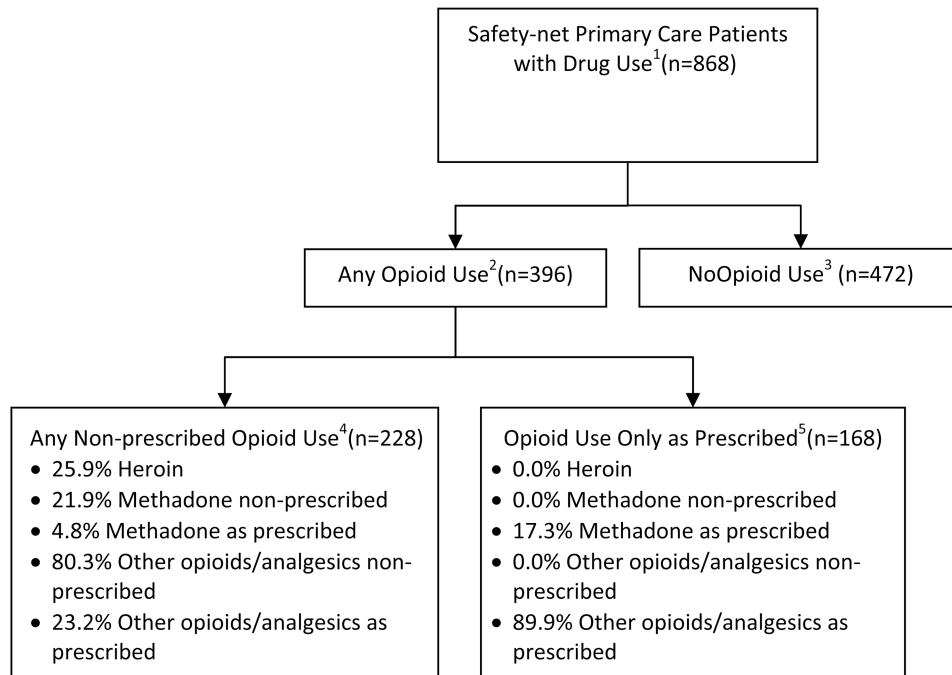 Safety-net Primary Care Patients
with Drug Use¹(n=868)
Any Opioid Use²(n=396)
NoOpioid Use³ (n=472)
Any Non-prescribed Opioid Use⁴(n=228)
• 25.9% Heroin
• 21.9% Methadone non-prescribed
• 4.8% Methadone as prescribed
• 80.3% Other opioids/analgesics non-
prescribed
• 23.2% Other opioids/analgesics as
prescribed
Opioid Use Only as Prescribed⁵(n=168)
• 0.0% Heroin
• 0.0% Methadone non-prescribed
• 17.3% Methadone as prescribed
• 0.0% Other opioids/analgesics non-
prescribed
• 89.9% Other opioids/analgesics as
prescribed